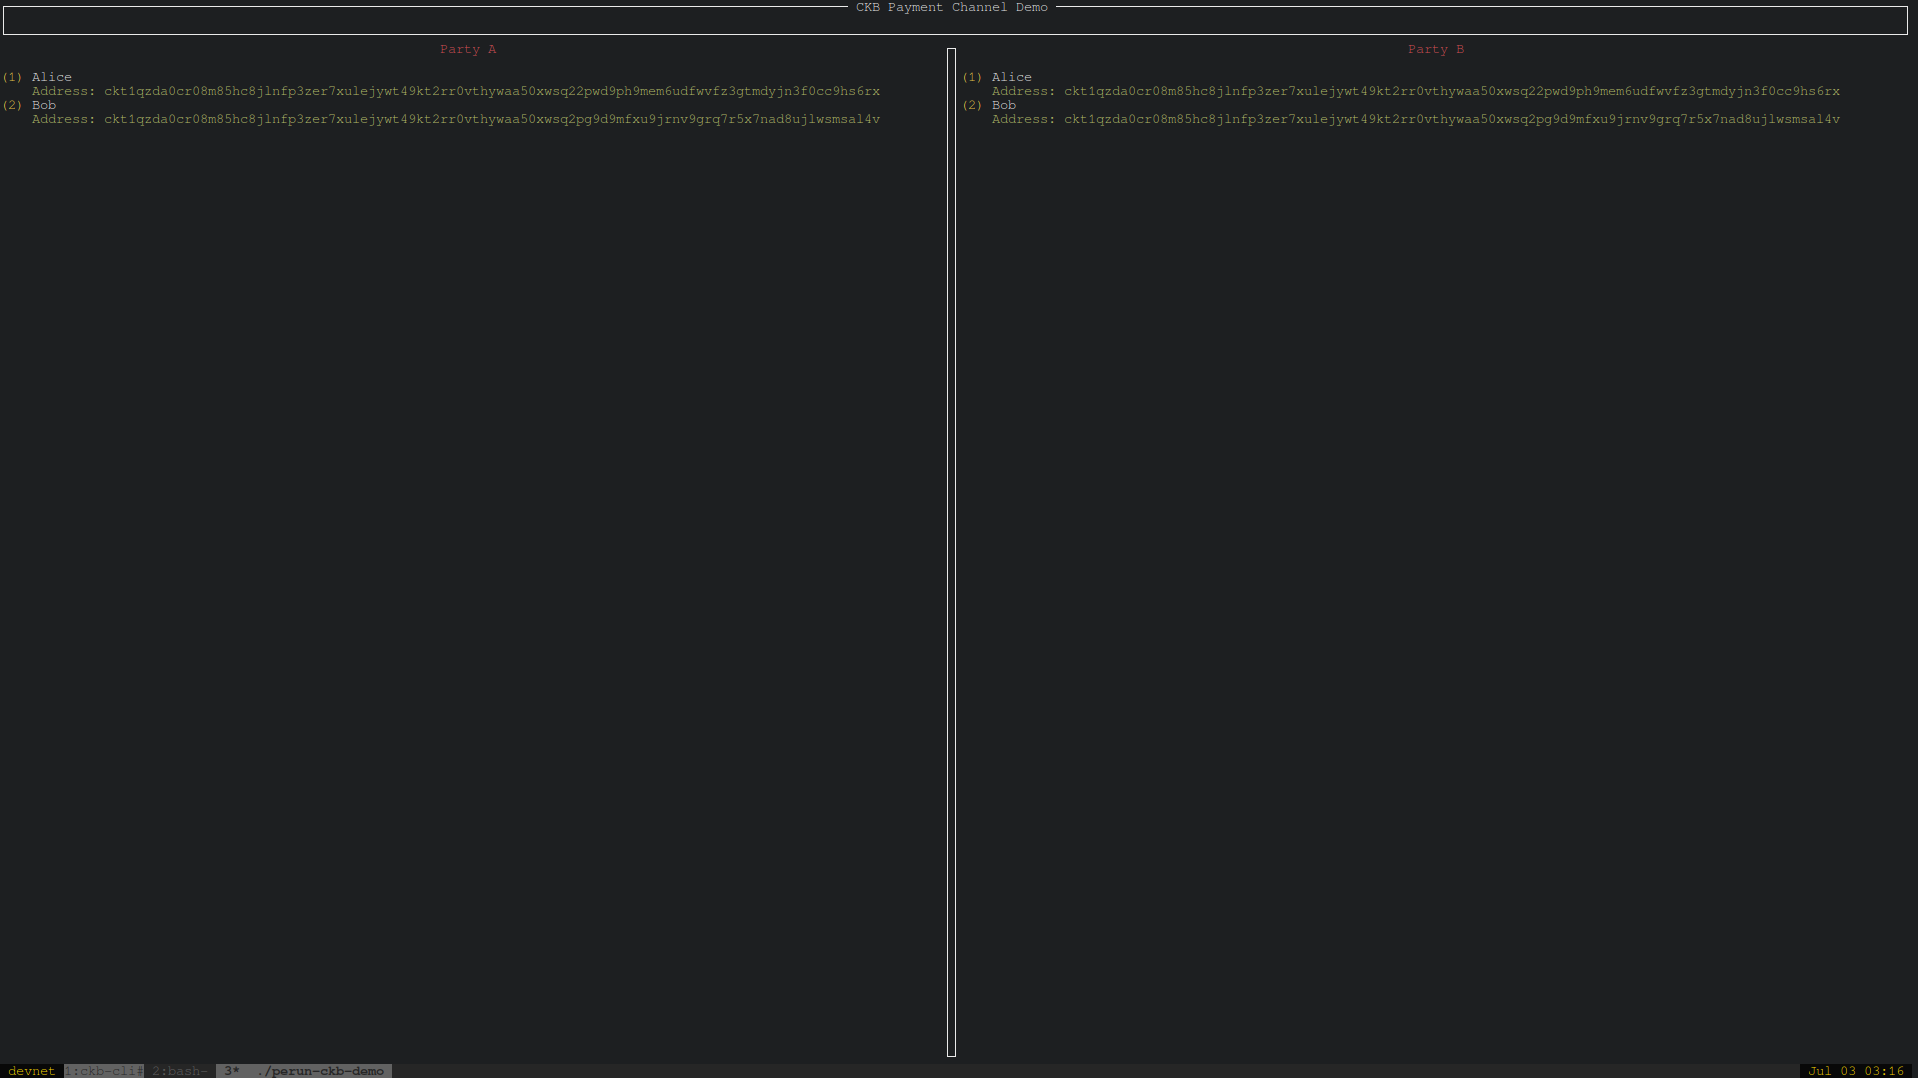 CKB Payment Channel Demo
Party A
(1) Alice
Address: ckt1qzda0cr08m85hc8jlnfp3zer7xulejywt49kt2rr0vthywaa50xwsq22pwd9ph9mem6udfwvfz3gtmdyjn3f0cc9hs6rx
(2) Bob
Address: ckt1qzda0cr08m85hc8jlnfp3zer7xulejywt49kt2rr0vthywaa50xwsq2pg9d9mfxu9jrnv9grq7r5x7nad8ujlwsmsal4v
Party B
(1) Alice
Address: ckt1qzda0cr08m85hc8jlnfp3zer7xulejywt49kt2rr0vthywaa50xwsq22pwd9ph9mem6udfwvfz3gtmdyjn3f0cc9hs6rx
(2) Bob
Address: ckt1qzda0cr08m85hc8jlnfp3zer7xulejywt49kt2rr0vthywaa50xwsq2pg9d9mfxu9jrnv9grq7r5x7nad8ujlwsmsal4v
devnet 1:ckb-cli# 2:bash- 3* ./perun-ckb-demo Jul 03 03:16